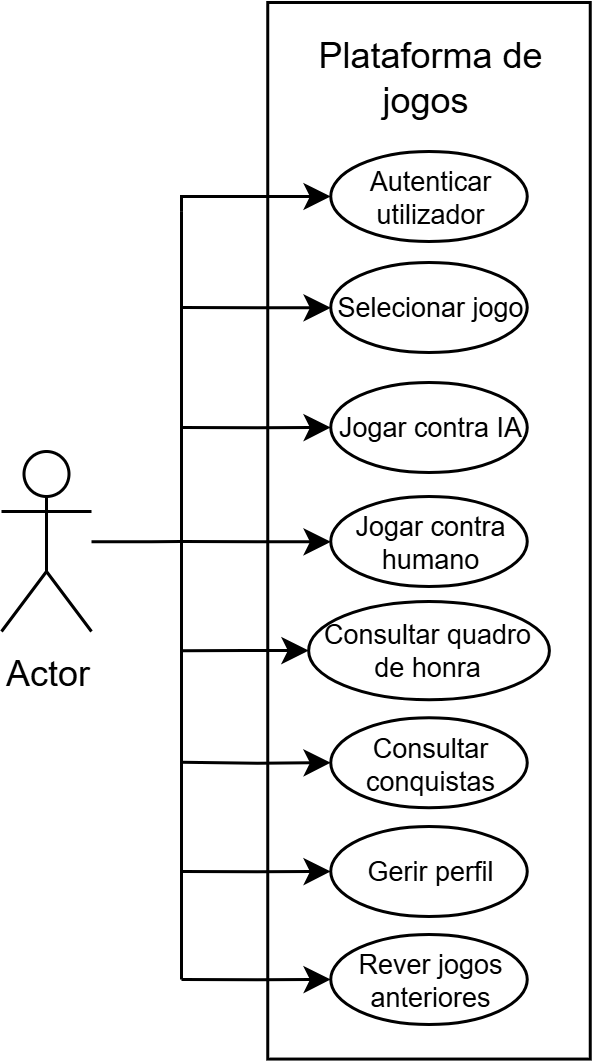 Plataforma de
jogos
Autenticar
utilizador
Selecionar jogo
Jogar contra IA
Jogar contra
humano
Consultar quadro
de honra
Actor
Consultar
conquistas
Gerir perfil
Rever jogos
anteriores